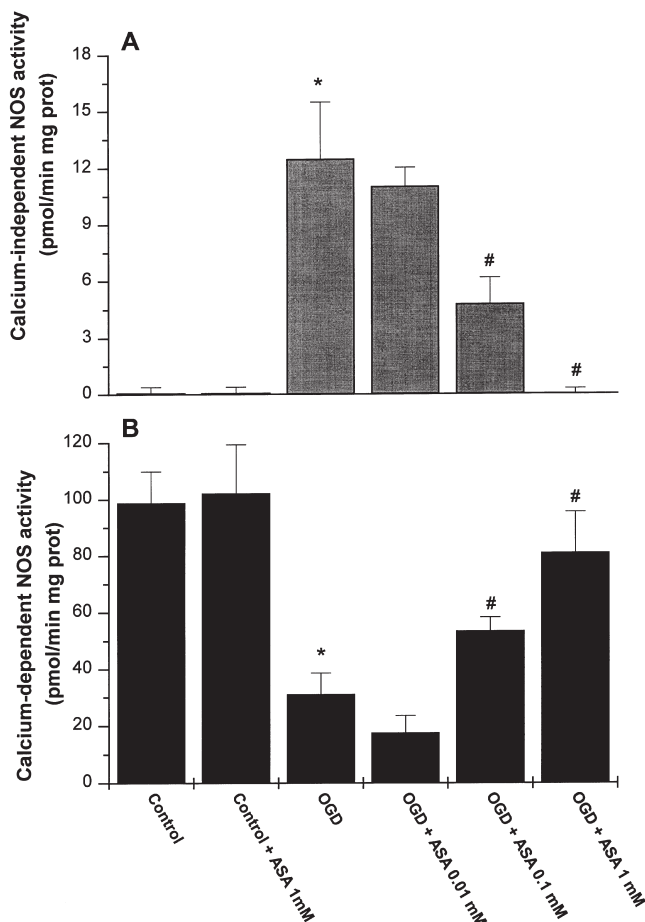 A
Calcium-independent NOS activity
(pmol/min mg prot)
18
15
12
9
6
3
0
*
#
#
B
Calcium-dependent NOS activity
(pmol/min mg prot)
120
100
80
60
40
20
0
*
#
#
Control
Control + ASA 1mM
OGD
OGD + ASA 0.01 mM
OGD + ASA 0.1 mM
OGD + ASA 1 mM